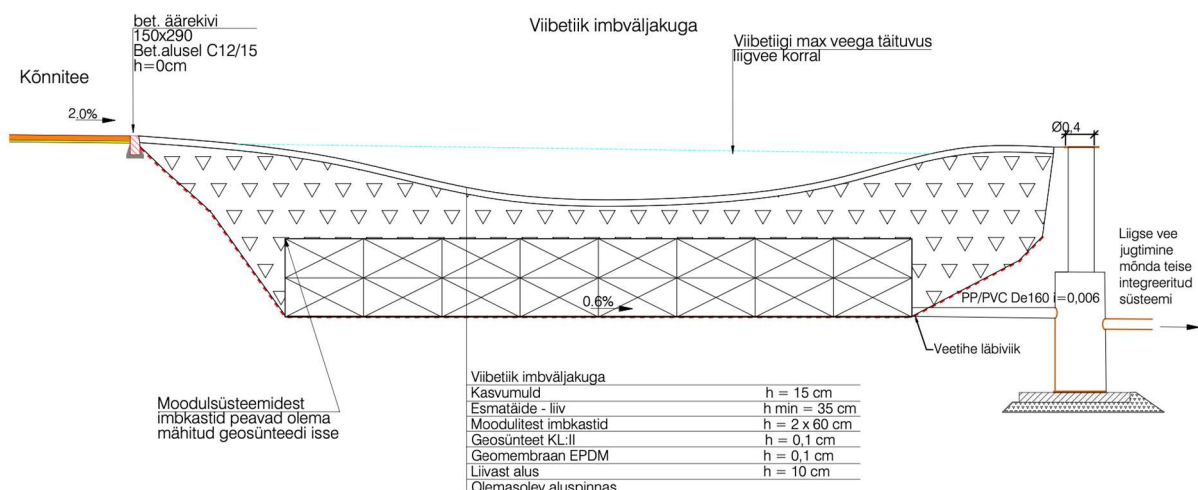 bet. äärekivi
150x290
Bet.alusel C12/15
h=0cm
Viibetiik imbväljakuga
Viibetiigi max veega täituvus
liigvee korral
Kõnnitee
2.0%
Ø0,4
Liigse vee
jugtimine
mõnda teise
integreeritud
süsteemi
PP/PVC De160 i=0,006
0.6%
Veetihe läbiviik
Moodulsüsteemidest
imbkastid peavad olema
mähitud geosünteedi isse
Viibetiik imbväljakuga
Kasvumuld h = 15 cm
Esmatäide - liiv h min = 35 cm
Moodulitest imbkastid h = 2 x 60 cm
Geosünteet KL:II h = 0,1 cm
Geomembraan EPDM h = 0,1 cm
Liivast alus h = 10 cm
Olemasolev aluspinnas